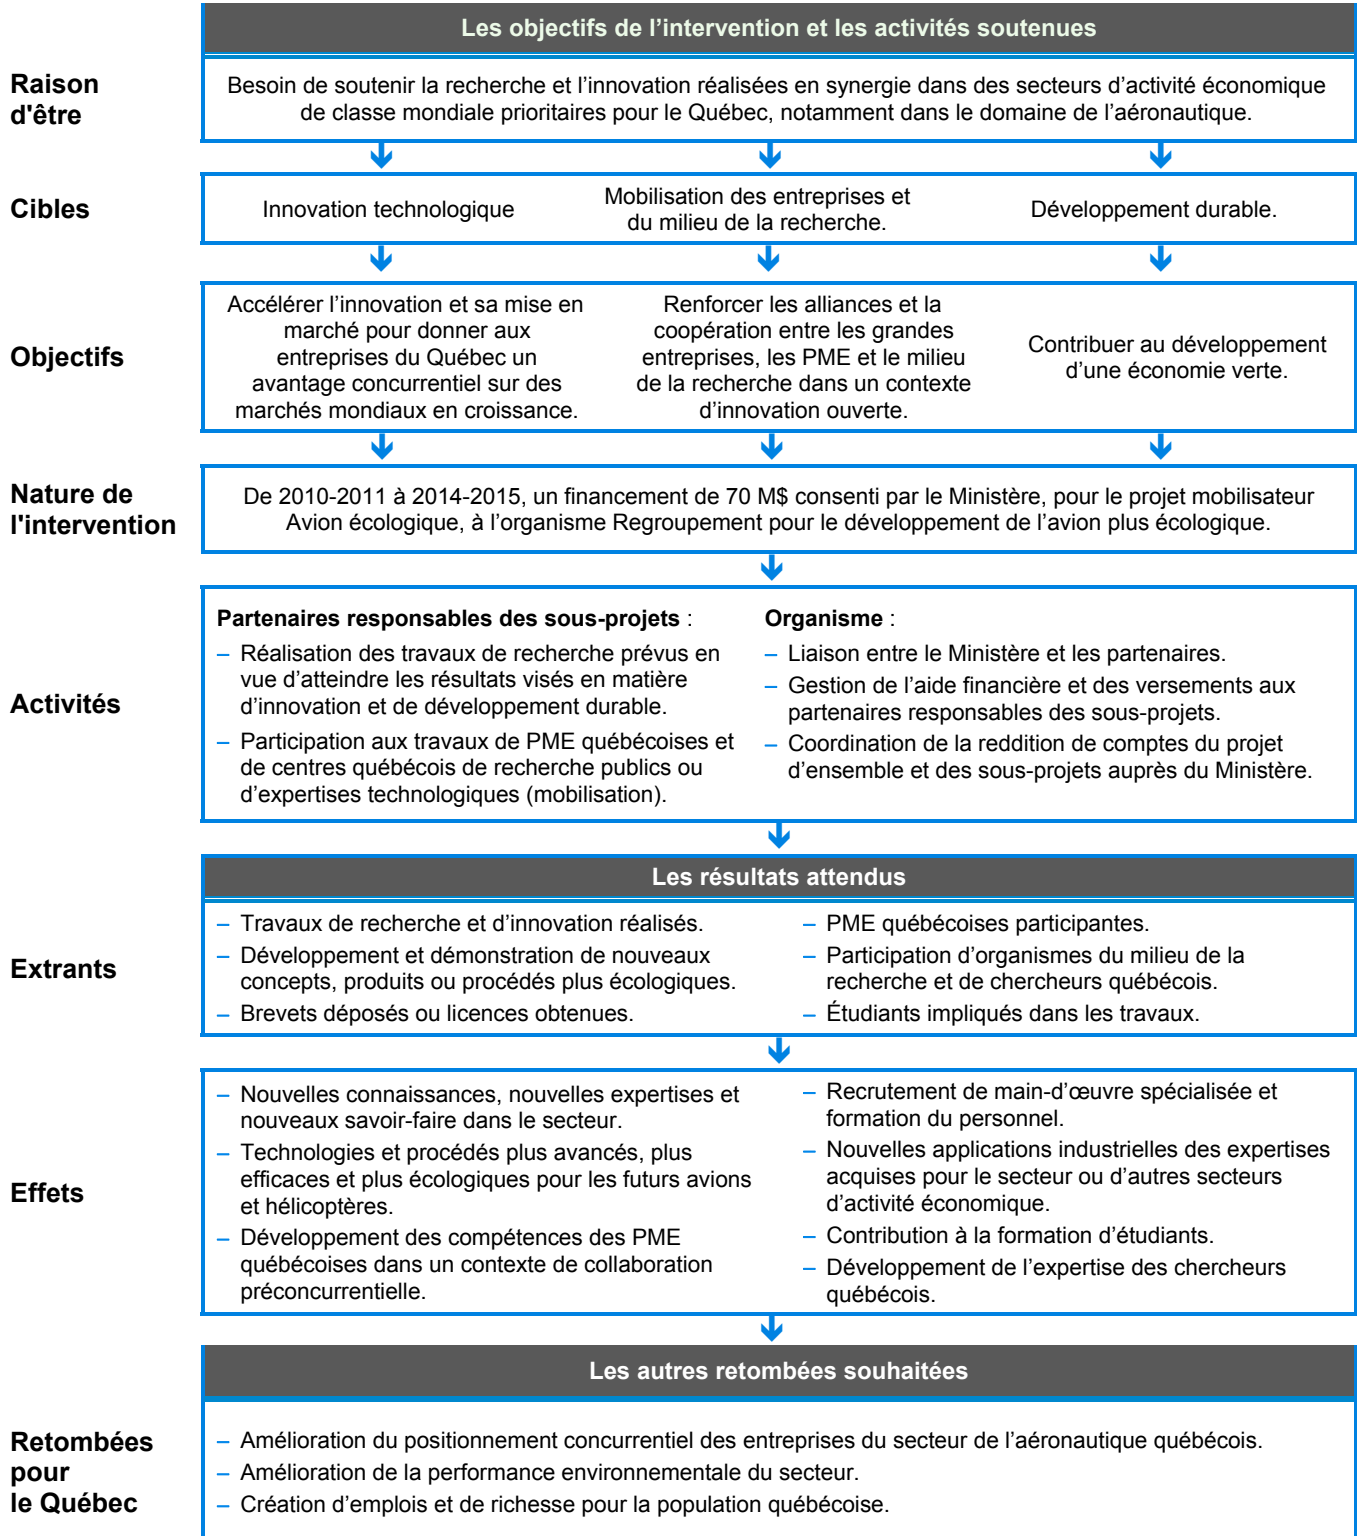 Les objectifs de l’intervention et les activités soutenues
Raison
d'être
Besoin de soutenir la recherche et l’innovation réalisées en synergie dans des secteurs d’activité économique
de classe mondiale prioritaires pour le Québec, notamment dans le domaine de l’aéronautique.
Cibles
Innovation technologique
Mobilisation des entreprises et
du milieu de la recherche.
Développement durable.
Objectifs
Accélérer l’innovation et sa mise en
marché pour donner aux
entreprises du Québec un
avantage concurrentiel sur des
marchés mondiaux en croissance.
Renforcer les alliances et la
coopération entre les grandes
entreprises, les PME et le milieu
de la recherche dans un contexte
d’innovation ouverte.
Contribuer au développement
d’une économie verte.
Nature de
l'intervention
De 2010-2011 à 2014-2015, un financement de 70 M$ consenti par le Ministère, pour le projet mobilisateur
Avion écologique, à l’organisme Regroupement pour le développement de l’avion plus écologique.
Activités
Partenaires responsables des sous-projets :
– Réalisation des travaux de recherche prévus en
vue d’atteindre les résultats visés en matière
d’innovation et de développement durable.
– Participation aux travaux de PME québécoises et
de centres québécois de recherche publics ou
d’expertises technologiques (mobilisation).
Organisme :
– Liaison entre le Ministère et les partenaires.
– Gestion de l’aide financière et des versements aux
partenaires responsables des sous-projets.
– Coordination de la reddition de comptes du projet
d’ensemble et des sous-projets auprès du Ministère.
Les résultats attendus
Extrants
– Travaux de recherche et d’innovation réalisés.
– Développement et démonstration de nouveaux
concepts, produits ou procédés plus écologiques.
– Brevets déposés ou licences obtenues.
– PME québécoises participantes.
– Participation d’organismes du milieu de la
recherche et de chercheurs québécois.
– Étudiants impliqués dans les travaux.
Effets
– Nouvelles connaissances, nouvelles expertises et
nouveaux savoir-faire dans le secteur.
– Technologies et procédés plus avancés, plus
efficaces et plus écologiques pour les futurs avions
et hélicoptères.
– Développement des compétences des PME
québécoises dans un contexte de collaboration
préconcurrentielle.
– Recrutement de main-d’œuvre spécialisée et
formation du personnel.
– Nouvelles applications industrielles des expertises
acquises pour le secteur ou d’autres secteurs
d’activité économique.
– Contribution à la formation d’étudiants.
– Développement de l’expertise des chercheurs
québécois.
Les autres retombées souhaitées
Retombées
pour
le Québec
– Amélioration du positionnement concurrentiel des entreprises du secteur de l’aéronautique québécois.
– Amélioration de la performance environnementale du secteur.
– Création d’emplois et de richesse pour la population québécoise.